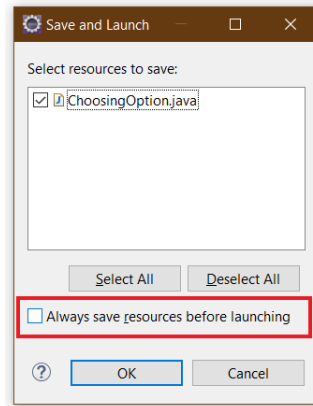 Save and Launch
Select resources to save:
ChoosingOption.java
Select All Deselect All
Always save resources before launching
OK Cancel